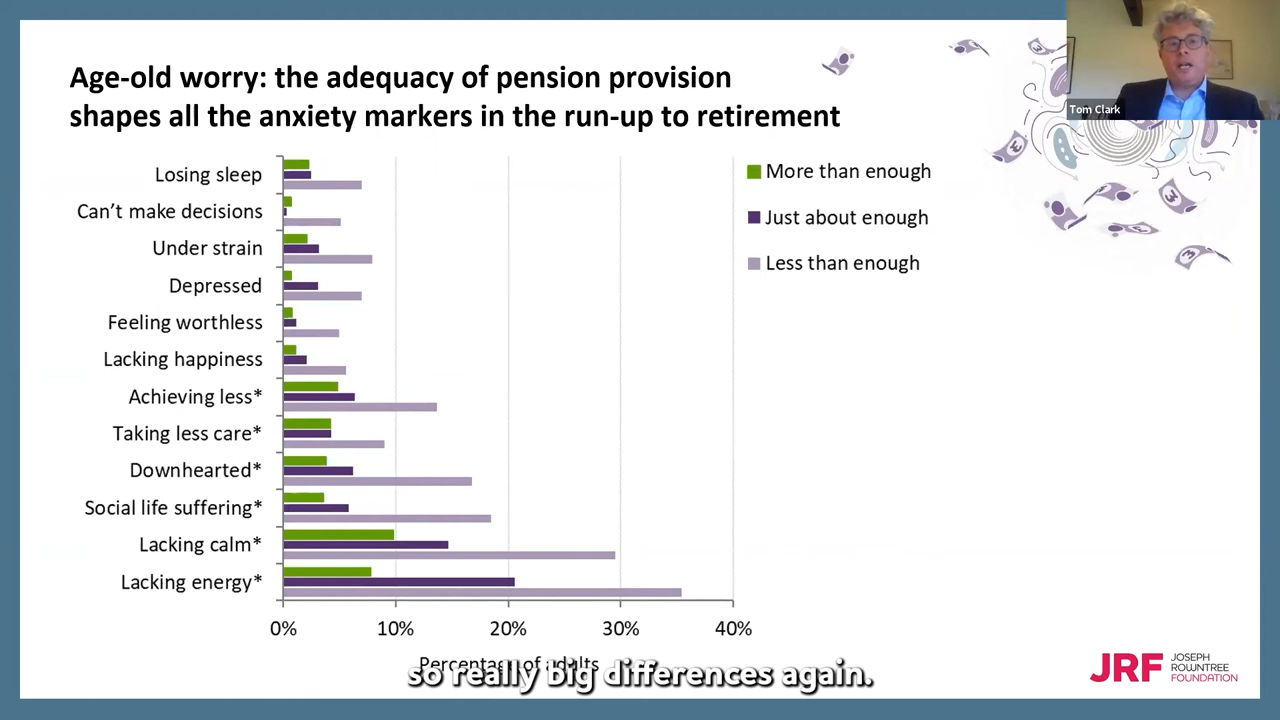 Age-old worry: the adequacy of pension provision
shapes all the anxiety markers in the run-up to retirement
Tom Clark
Losing sleep
Can't make decisions
Under strain
Depressed
Feeling worthless
Lacking happiness
Achieving less*
Taking less care*
Downhearted*
Social life suffering*
Lacking calm*
Lacking energy*
More than enough
Just about enough
Less than enough
0% 10% 20% 30% 40%
Percentage of adults
so really big differences again.
JRF JOSEPH
ROWNTREE
FOUNDATION